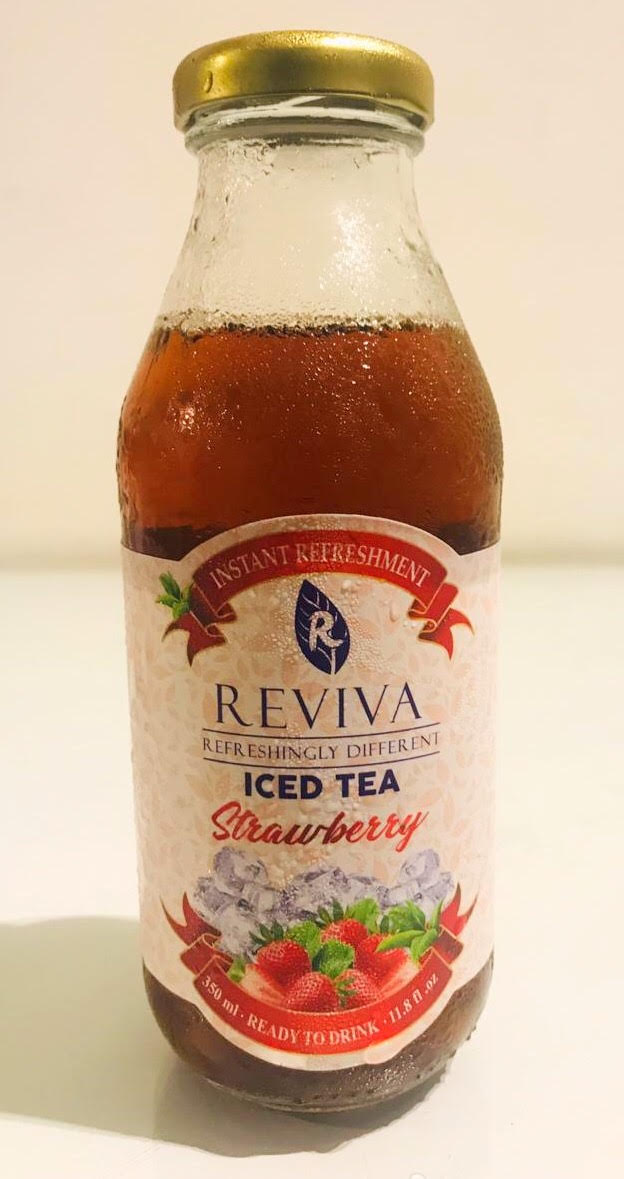 INSTANT REFRESHMENT
R
REVIVA
REFRESHINGLY DIFFERENT
ICED TEA
Strawberry
350 ml · READY TO DRINK · 11.8 fl .oz